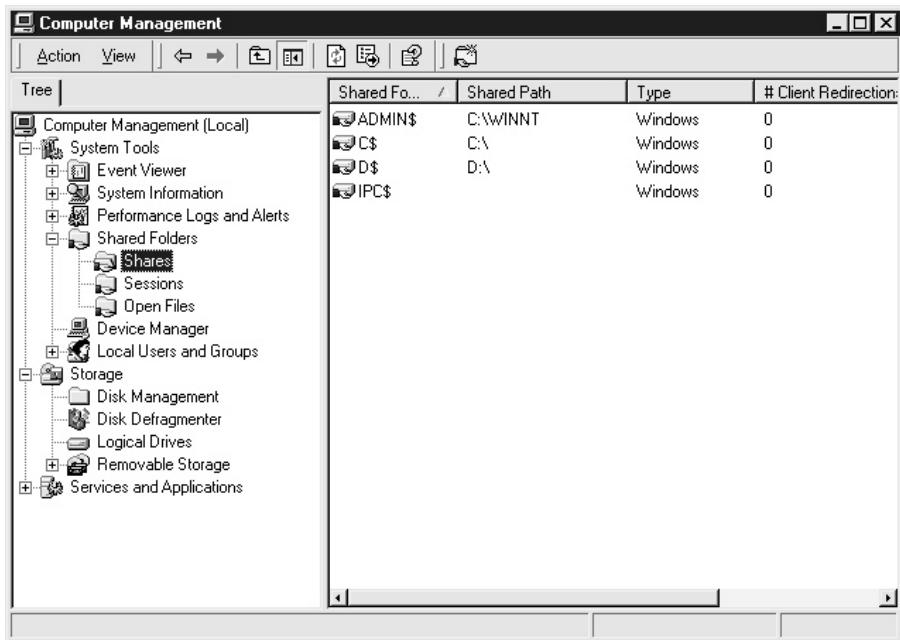 Computer Management
Action View
Tree
Computer Management (Local)
System Tools
Event Viewer
System Information
Performance Logs and Alerts
Shared Folders
Shares
Sessions
Open Files
Device Manager
Local Users and Groups
Storage
Disk Management
Disk Defragmenter
Logical Drives
Removable Storage
Services and Applications
Shared Fo... / Shared Path Type # Client Redirection
ADMIN$ C:\WINNT Windows 0
C$ C:\ Windows 0
D$ D:\ Windows 0
IPC$ Windows 0